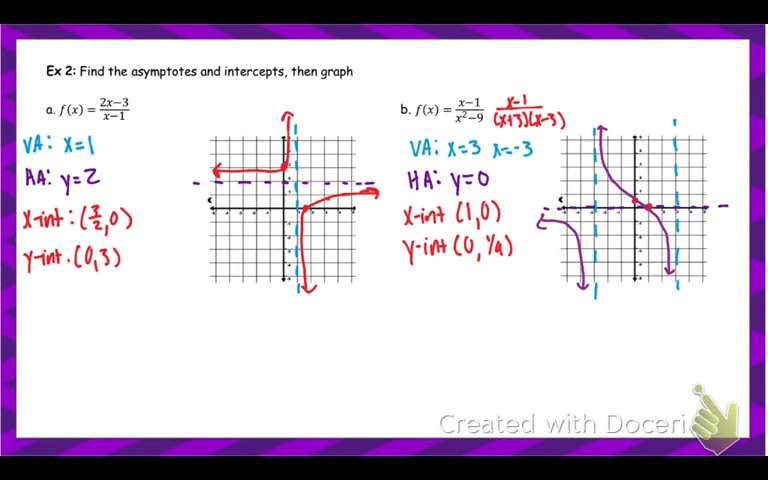 Ex 2: Find the asymptotes and intercepts, then graph
a. f(x) = (2x−3)/(x−1)
VA: x=1
HA: y=2
x-int: (3/2, 0)
y-int. (0,3)
b. f(x) = (x−1)/(x²−9) (x-1)/((x+3)(x-3))
VA: x=3 x=-3
HA: y=0
x-int (1,0)
y-int (0, 1/9)
Created with Doceri